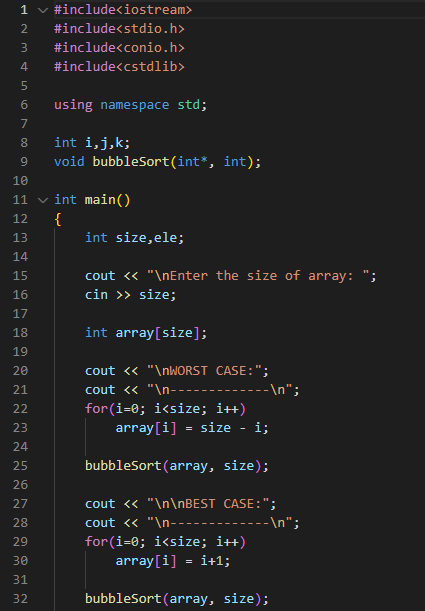 1 #include<iostream>
2 #include<stdio.h>
3 #include<conio.h>
4 #include<cstdlib>
5
6 using namespace std;
7
8 int i,j,k;
9 void bubbleSort(int*, int);
10
11 int main()
12 {
13     int size,ele;
14
15     cout << "\nEnter the size of array: ";
16     cin >> size;
17
18     int array[size];
19
20     cout << "\nWORST CASE:";
21     cout << "\n-------------\n";
22     for(i=0; i<size; i++)
23         array[i] = size - i;
24
25     bubbleSort(array, size);
26
27     cout << "\n\nBEST CASE:";
28     cout << "\n-------------\n";
29     for(i=0; i<size; i++)
30         array[i] = i+1;
31
32     bubbleSort(array, size);